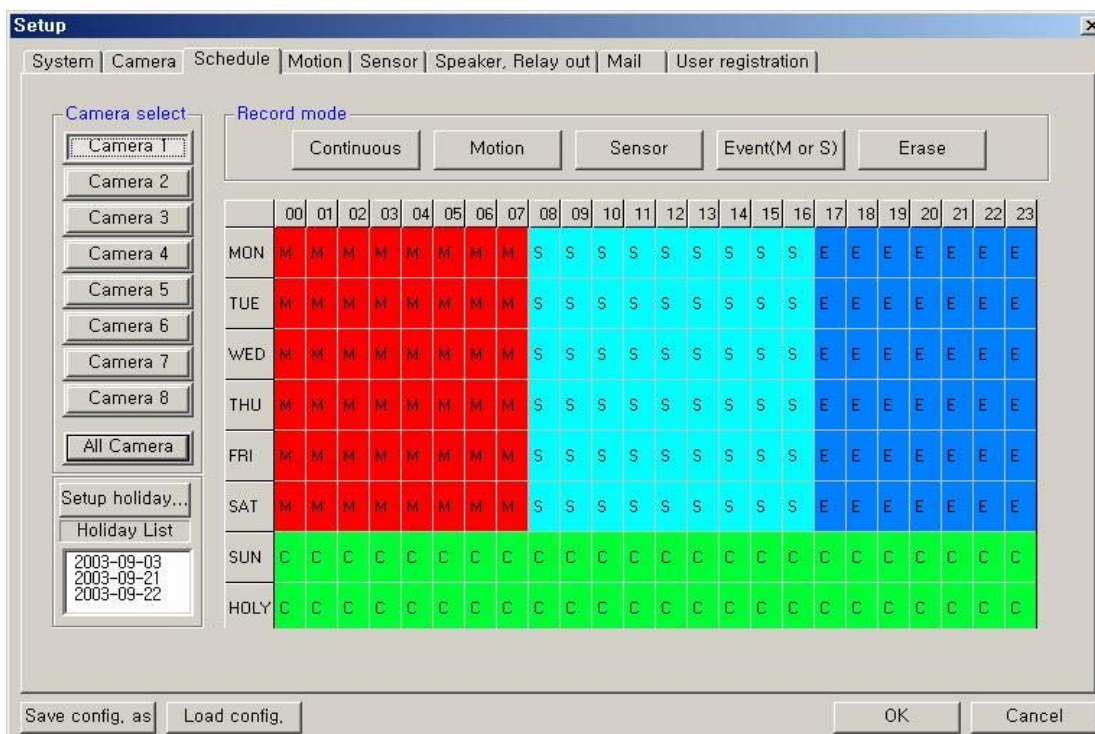 Setup
System Camera Schedule Motion Sensor Speaker, Relay out Mail User registration
Camera select
Camera 1
Camera 2
Camera 3
Camera 4
Camera 5
Camera 6
Camera 7
Camera 8
All Camera
Setup holiday...
Holiday List
2003-09-03
2003-09-21
2003-09-22
Record mode
Continuous Motion Sensor Event(M or S) Erase
00 01 02 03 04 05 06 07 08 09 10 11 12 13 14 15 16 17 18 19 20 21 22 23
MON M M M M M M M M S S S S S S S S S E E E E E E E
TUE M M M M M M M M S S S S S S S S S E E E E E E E
WED M M M M M M M M S S S S S S S S S E E E E E E E
THU M M M M M M M M S S S S S S S S S E E E E E E E
FRI M M M M M M M M S S S S S S S S S E E E E E E E
SAT M M M M M M M M S S S S S S S S S E E E E E E E
SUN C C C C C C C C C C C C C C C C C C C C C C C C
HOLY C C C C C C C C C C C C C C C C C C C C C C C C
Save config, as Load config, OK Cancel